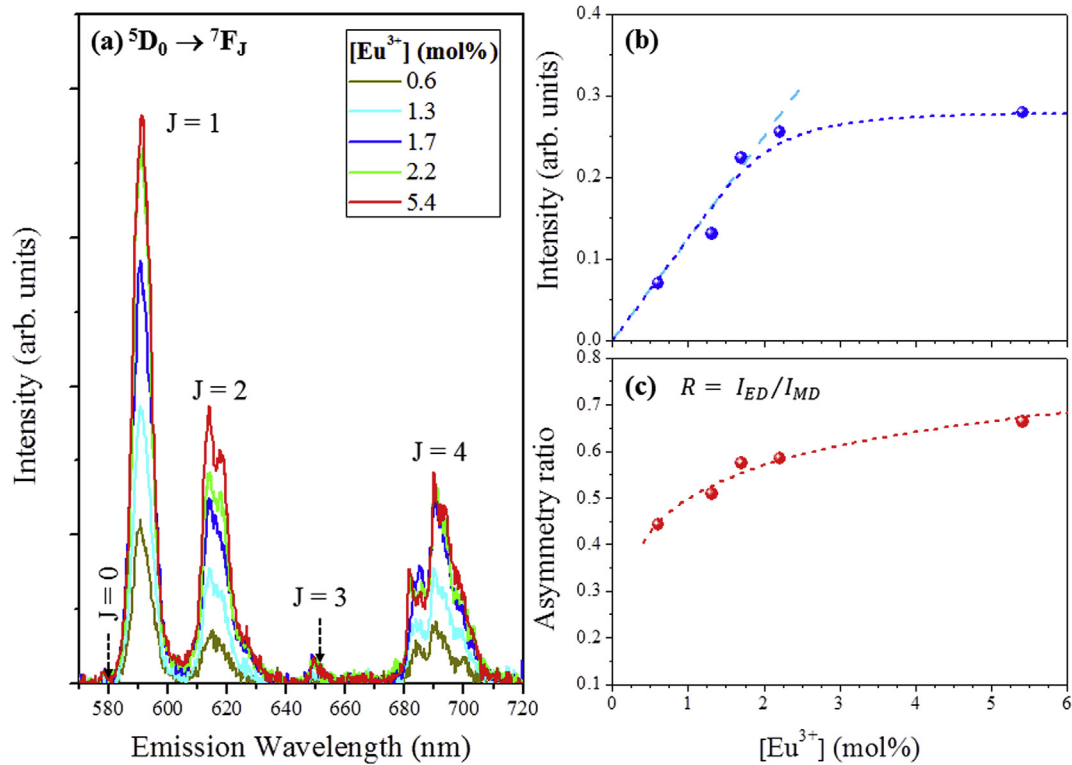 (a) ⁵D₀ → ⁷F_J
[Eu³⁺] (mol%)
0.6
1.3
1.7
2.2
5.4
J = 1
J = 2
J = 4
J = 0
J = 3
Intensity (arb. units)
580 600 620 640 660 680 700 720
Emission Wavelength (nm)
(b)
0.4
0.3
0.2
0.1
0.0
Intensity (arb. units)
(c) R = I_ED/I_MD
0.8
0.7
0.6
0.5
0.4
0.3
0.2
0.1
Asymmetry ratio
0 1 2 3 4 5 6
[Eu³⁺] (mol%)